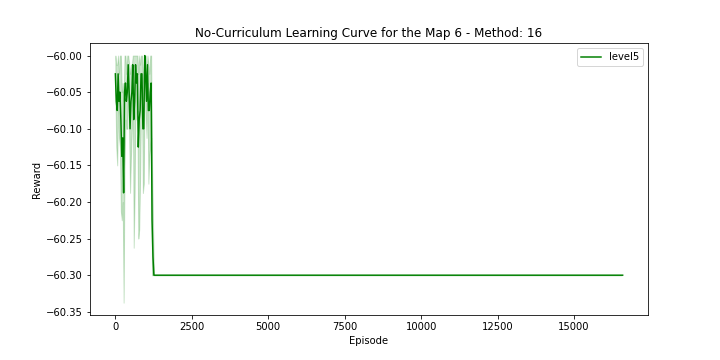 No-Curriculum Learning Curve for the Map 6 - Method: 16
level5
−60.00
−60.05
−60.10
−60.15
−60.20
−60.25
−60.30
−60.35
Reward
0 2500 5000 7500 10000 12500 15000
Episode